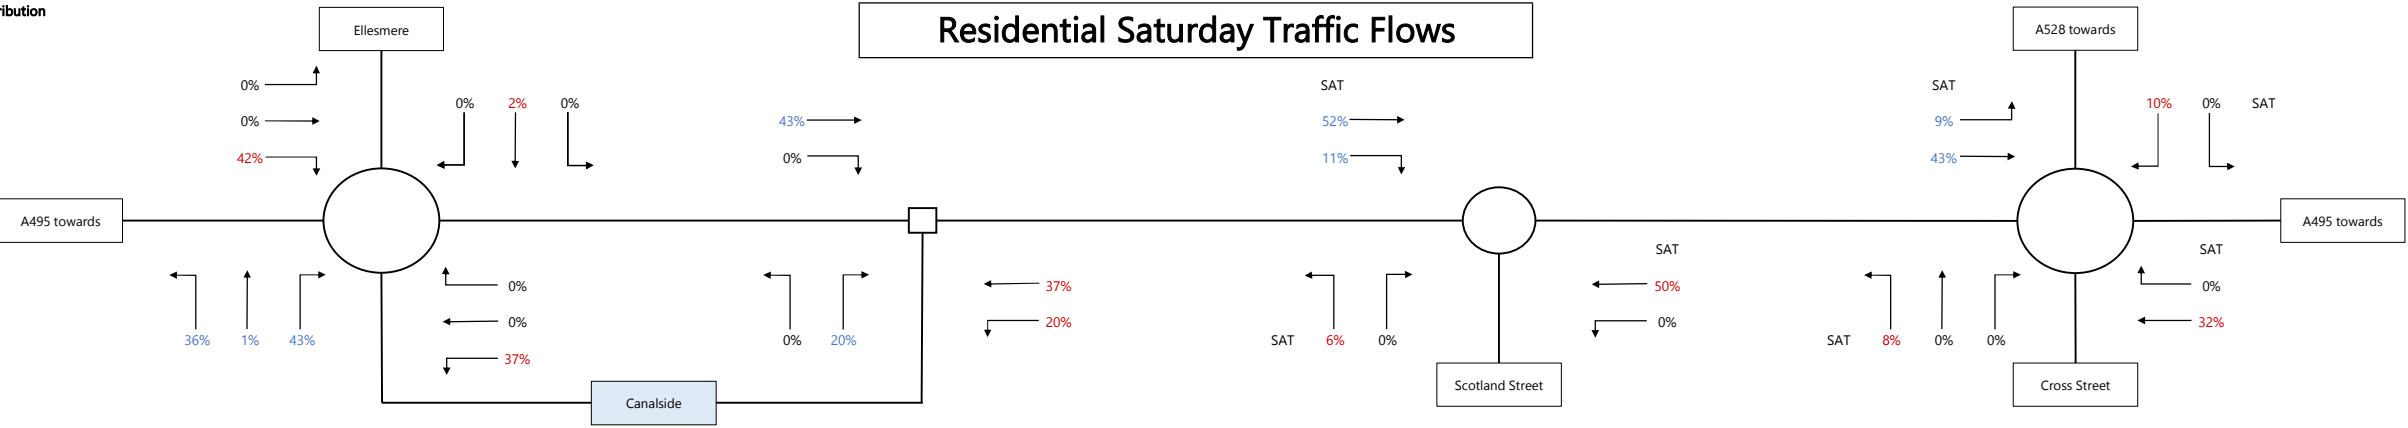 ribution
Ellesmere
Residential Saturday Traffic Flows
A528 towards
0%
SAT
SAT
0%
2%
0%
10%
0%
SAT
0%
43%
52%
9%
42%
0%
11%
43%
A495 towards
A495 towards
SAT
SAT
0%
37%
50%
0%
0%
20%
0%
32%
36%
1%
43%
0%
20%
SAT
6%
0%
SAT
8%
0%
0%
37%
Canalside
Scotland Street
Cross Street